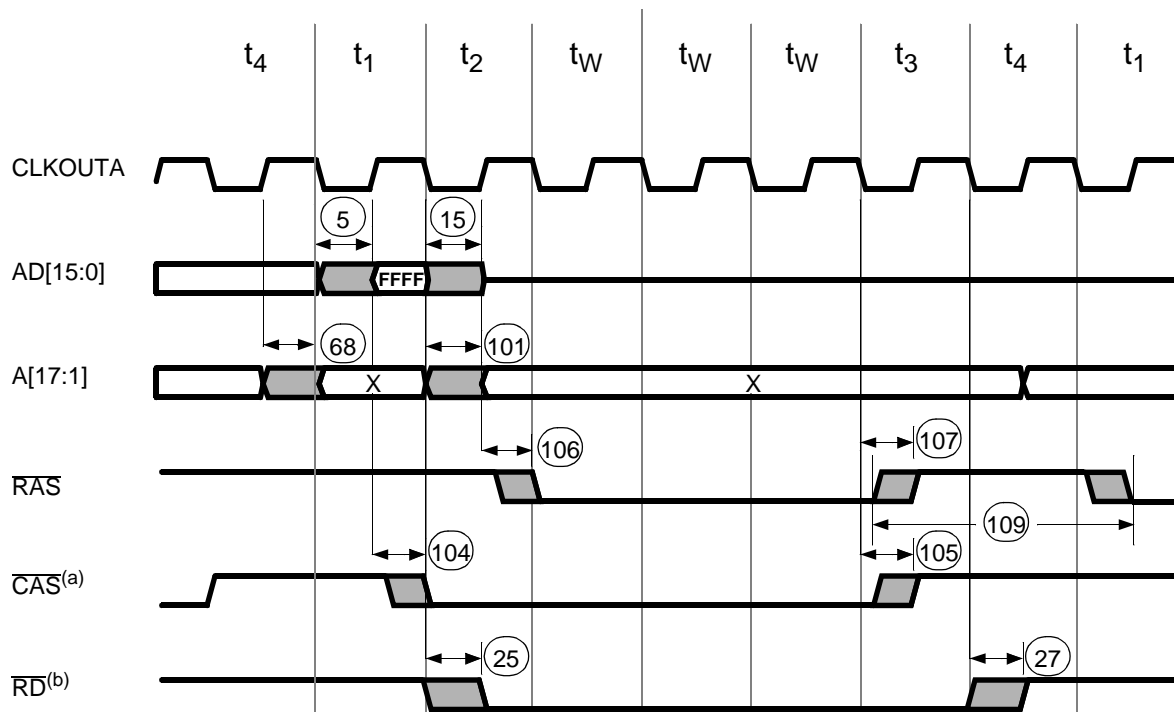 t4 t1 t2 tW tW tW t3 t4 t1
CLKOUTA
5 15
AD[15:0] FFFF
68 101
A[17:1] X X
106 107
RAS
109
104 105
CAS(a)
25 27
RD(b)